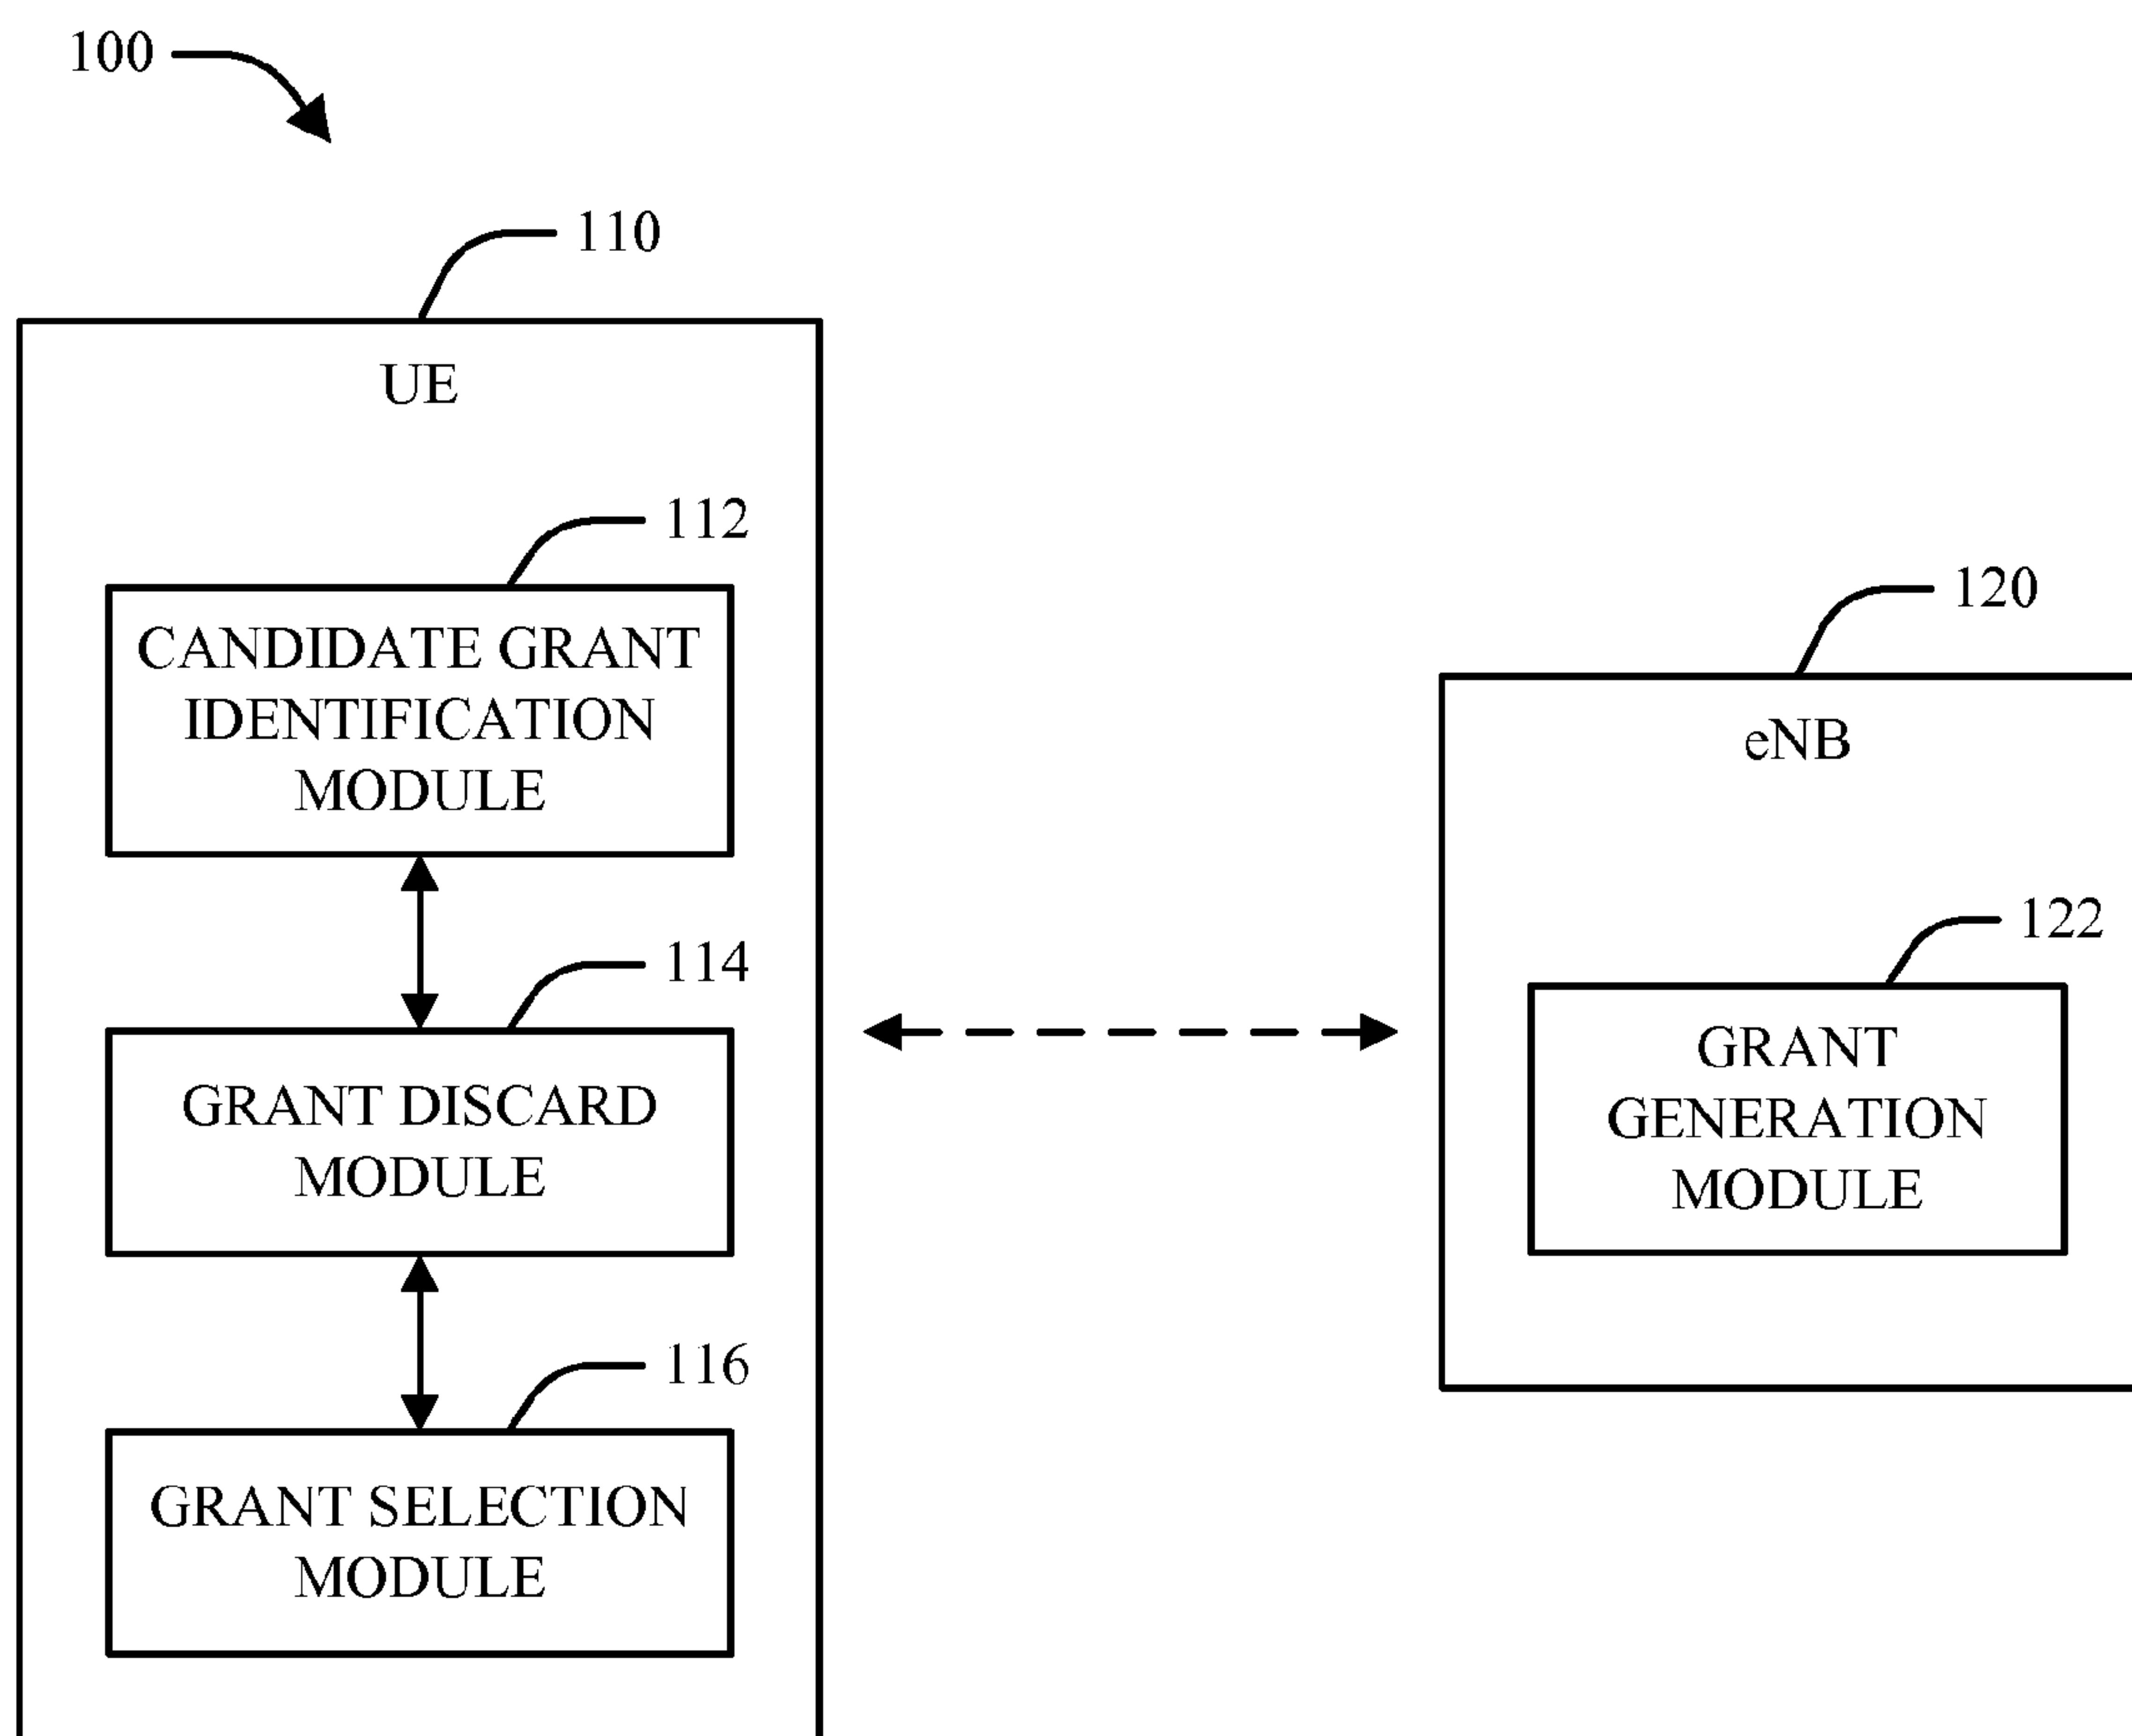 100
110
UE
112
CANDIDATE GRANT
IDENTIFICATION
MODULE
114
GRANT DISCARD
MODULE
116
GRANT SELECTION
MODULE
120
eNB
122
GRANT
GENERATION
MODULE